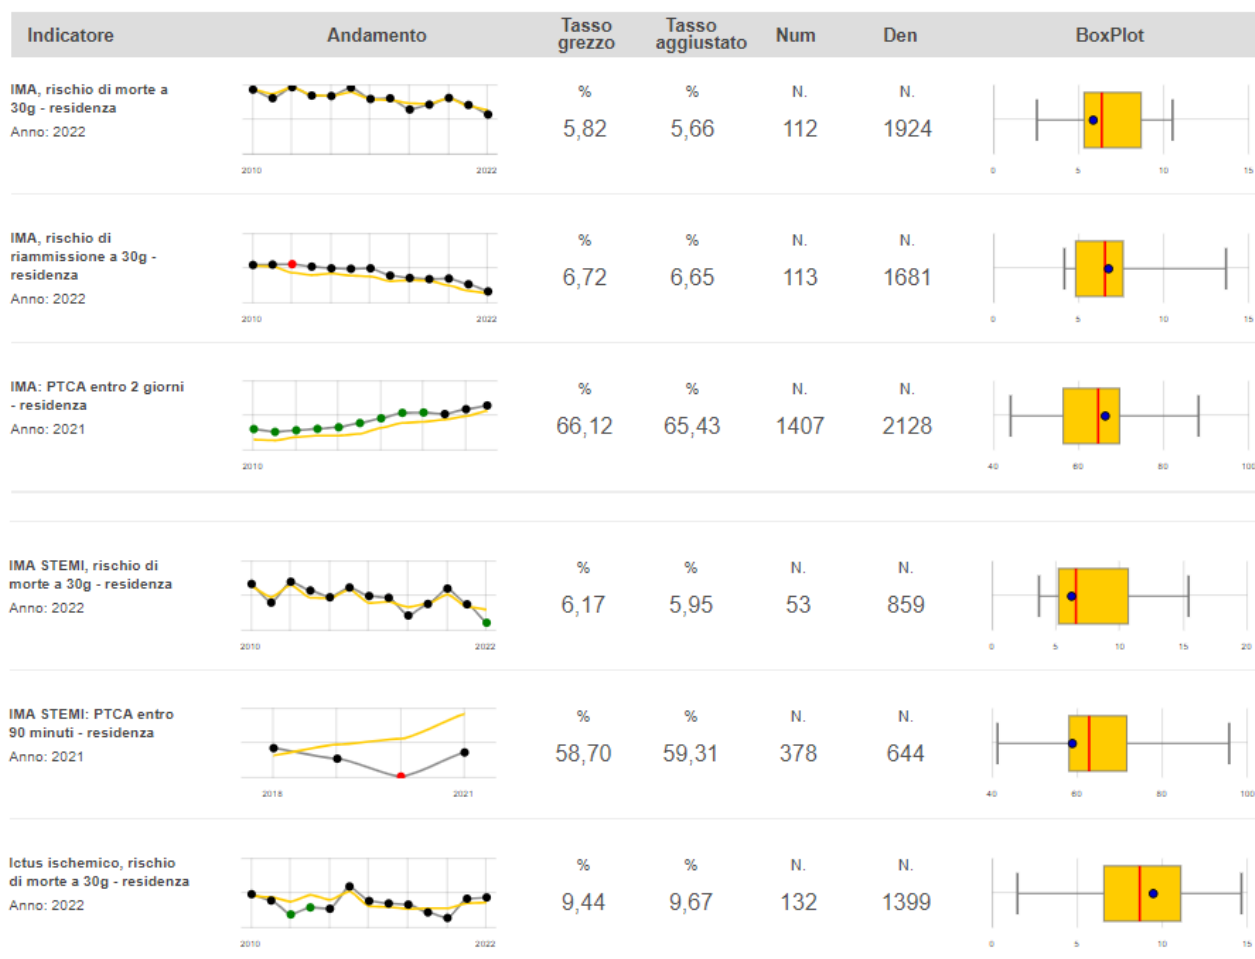 Indicatore Andamento Tasso grezzo Tasso aggiustato Num Den BoxPlot
IMA, rischio di morte a
30g - residenza
Anno: 2022
2010 2022
% % N. N.
5,82 5,66 112 1924
0 5 10 15
IMA, rischio di
riammissione a 30g -
residenza
Anno: 2022
2010 2022
% % N. N.
6,72 6,65 113 1681
0 5 10 15
IMA: PTCA entro 2 giorni
- residenza
Anno: 2021
2010
% % N. N.
66,12 65,43 1407 2128
40 60 80 100
IMA STEMI, rischio di
morte a 30g - residenza
Anno: 2022
2010 2022
% % N. N.
6,17 5,95 53 859
0 5 10 15 20
IMA STEMI: PTCA entro
90 minuti - residenza
Anno: 2021
2018 2021
% % N. N.
58,70 59,31 378 644
40 60 80 100
Ictus ischemico, rischio
di morte a 30g - residenza
Anno: 2022
2010 2022
% % N. N.
9,44 9,67 132 1399
0 5 10 15